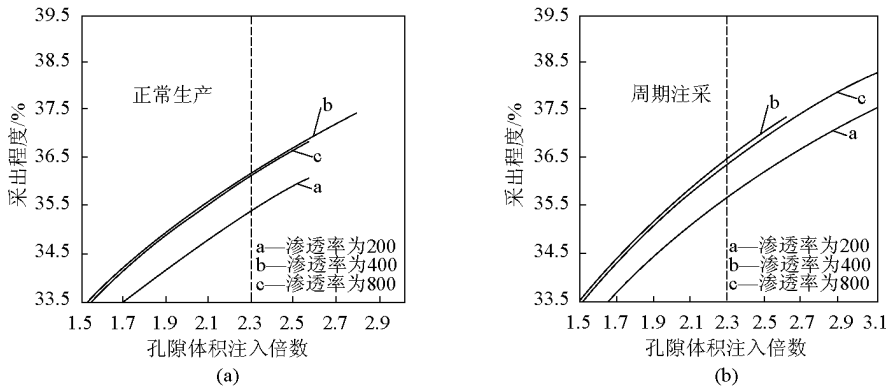 39.5
38.5
37.5
36.5
35.5
34.5
33.5
采出程度/%
正常生产
b
c
a
a—渗透率为200
b—渗透率为400
c—渗透率为800
1.5 1.7 1.9 2.1 2.3 2.5 2.7 2.9
孔隙体积注入倍数
(a)
39.5
38.5
37.5
36.5
35.5
34.5
33.5
采出程度/%
周期注采
b
c
a
a—渗透率为200
b—渗透率为400
c—渗透率为800
1.5 1.7 1.9 2.1 2.3 2.5 2.7 2.9 3.1
孔隙体积注入倍数
(b)